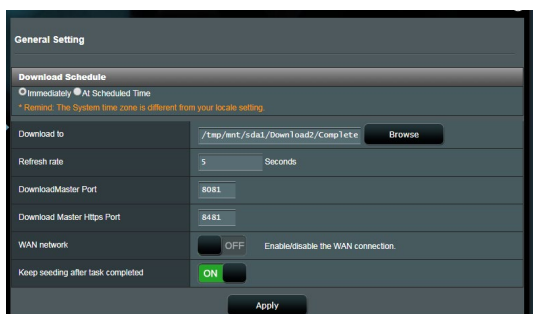 General Setting
Download Schedule
Immediately At Scheduled Time
* Remind: The System time zone is different from your locale setting.
Download to /tmp/mnt/sda1/Download2/Complete Browse
Refresh rate 5 Seconds
DownloadMaster Port 8081
Download Master Https Port 8481
WAN network OFF Enable/disable the WAN connection.
Keep seeding after task completed ON
Apply